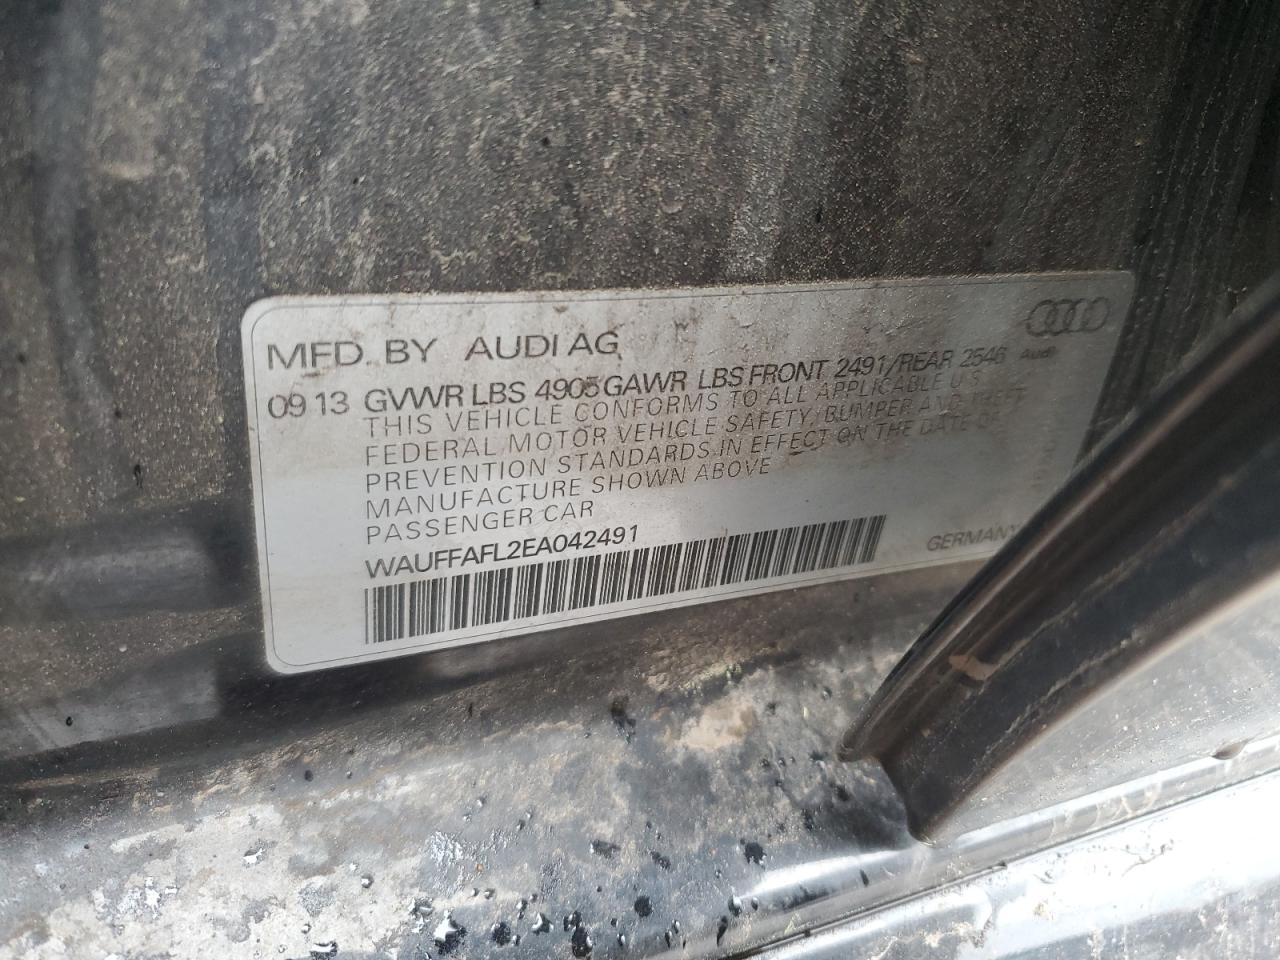 MFD. BY AUDI AG
Audi
09 13 GVWR LBS 4905 GAWR LBS FRONT 2491/REAR 2546
THIS VEHICLE CONFORMS TO ALL APPLICABLE U.S.
FEDERAL MOTOR VEHICLE SAFETY, BUMPER AND THEFT
PREVENTION STANDARDS IN EFFECT ON THE DATE OF
MANUFACTURE SHOWN ABOVE
PASSENGER CAR
WAUFFAFL2EA042491
GERMANY